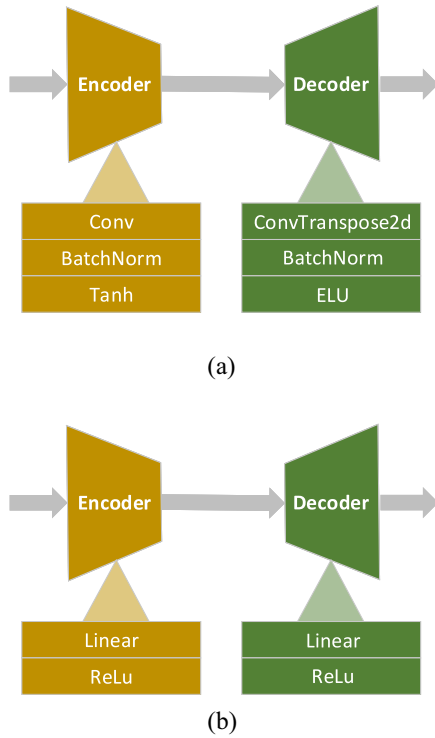 Encoder
Decoder
Conv
BatchNorm
Tanh
ConvTranspose2d
BatchNorm
ELU
(a)
Encoder
Decoder
Linear
ReLu
Linear
ReLu
(b)